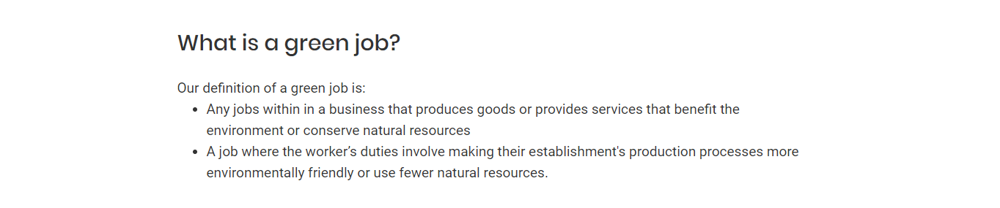 What is a green job?
Our definition of a green job is:
• Any jobs within in a business that produces goods or provides services that benefit the
environment or conserve natural resources
• A job where the worker’s duties involve making their establishment's production processes more
environmentally friendly or use fewer natural resources.